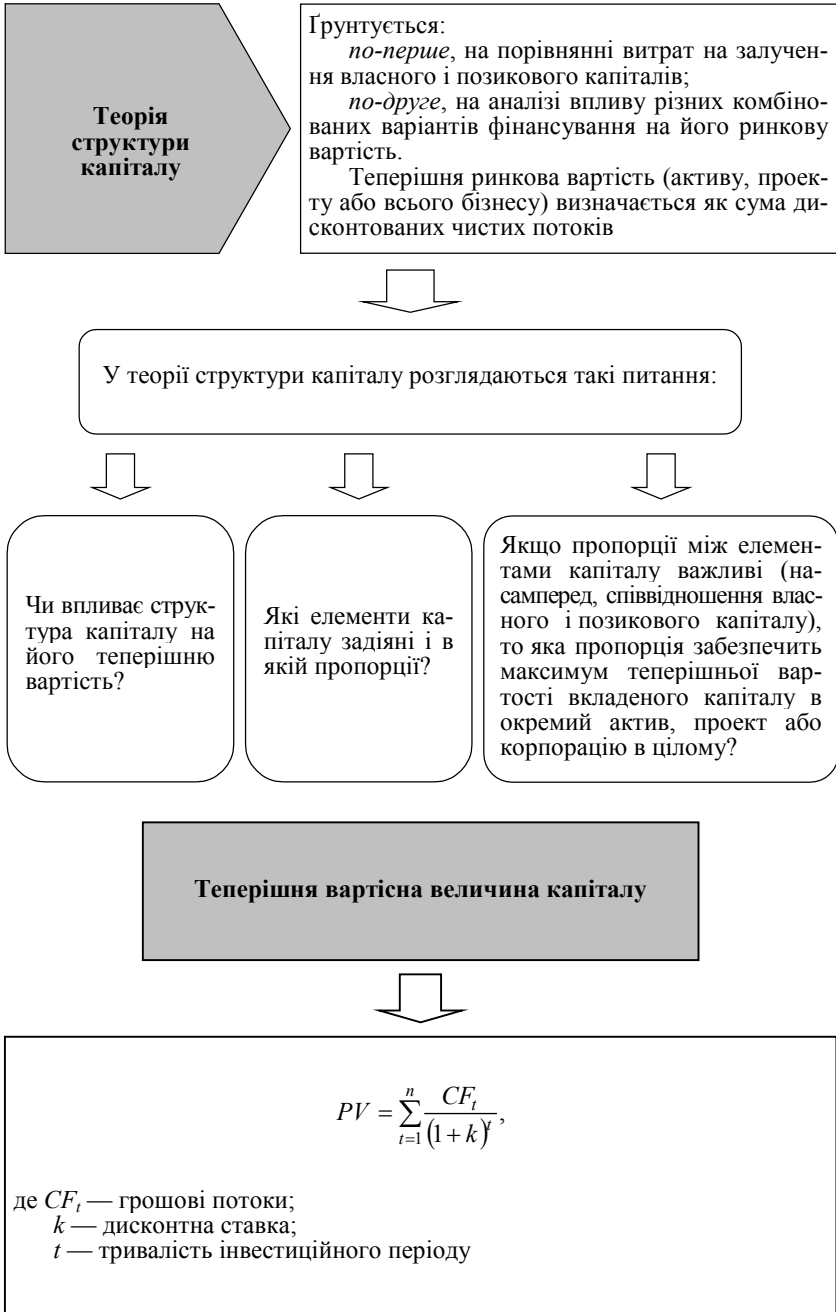 Теорія
структури
капіталу
Ґрунтується:
по-перше, на порівнянні витрат на залучен-
ня власного і позикового капіталів;
по-друге, на аналізі впливу різних комбіно-
ваних варіантів фінансування на його ринкову
вартість.
Теперішня ринкова вартість (активу, проек-
ту або всього бізнесу) визначається як сума ди-
сконтованих чистих потоків
У теорії структури капіталу розглядаються такі питання:
Чи впливає струк-
тура капіталу на
його теперішню
вартість?
Які елементи ка-
піталу задіяні і в
якій пропорції?
Якщо пропорції між елемен-
тами капіталу важливі (на-
самперед, співвідношення влас-
ного і позикового капіталу),
то яка пропорція забезпечить
максимум теперішньої вар-
тості вкладеного капіталу в
окремий актив, проект або
корпорацію в цілому?
Теперішня вартісна величина капіталу
PV = \sum_{t=1}^{n} \frac{CF_t}{(1+k)^t},
де CF_t — грошові потоки;
k — дисконтна ставка;
t — тривалість інвестиційного періоду